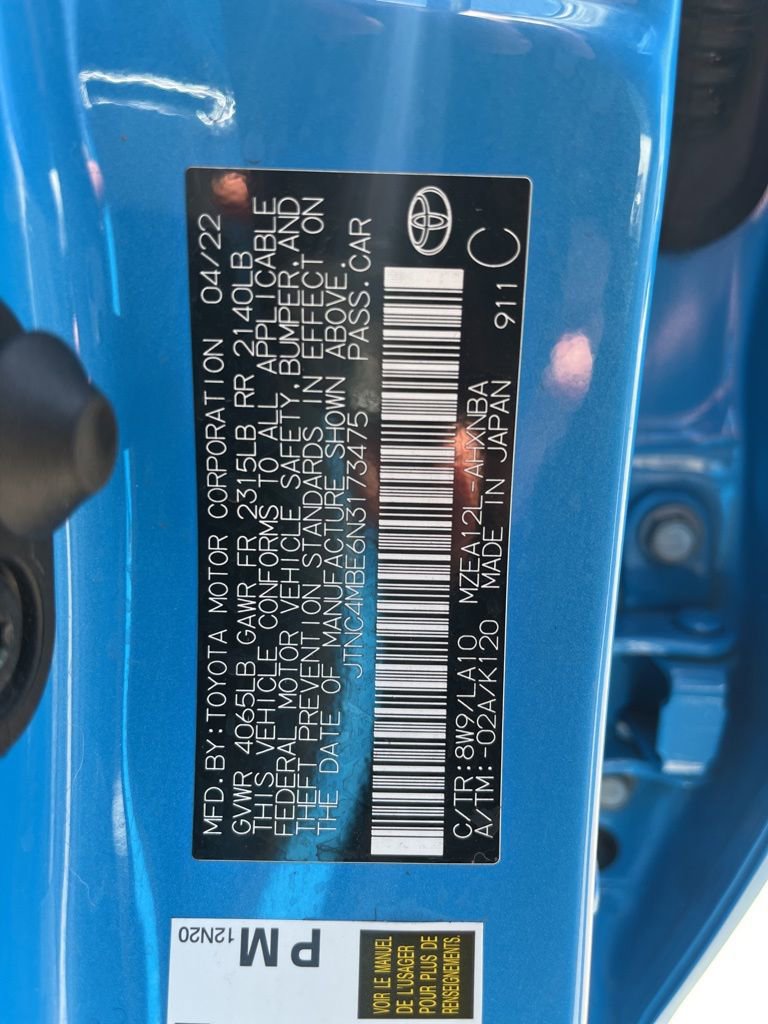 MFD.BY:TOYOTA MOTOR CORPORATION 04/22
GVWR 4065LB GAWR FR 2315LB RR 2140LB
THIS VEHICLE CONFORMS TO ALL APPLICABLE
FEDERAL MOTOR VEHICLE SAFETY,BUMPER,AND
THEFT PREVENTION STANDARDS IN EFFECT ON
THE DATE OF MANUFACTURE SHOWN ABOVE.
JTNC4MBE6N3173475 PASS.CAR
C/TR:8W9/LA10 MZEA12L-AHXNBA
A/TM:-02A/K120 MADE IN JAPAN 911 C
PM
12N20
VOIR LE MANUEL
DE L'USAGER
POUR PLUS DE
RENSEIGNEMENTS.